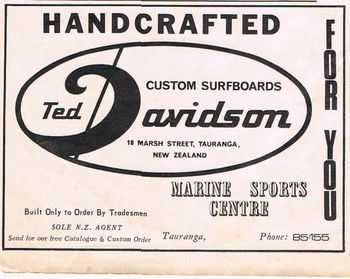 HANDCRAFTED
FOR YOU
CUSTOM SURFBOARDS
Ted Davidson
18 MARSH STREET, TAURANGA,
NEW ZEALAND
MARINE SPORTS
CENTRE
Built Only to Order By Tradesmen
SOLE N.Z. AGENT
Send for our free Catalogue & Custom Order
Tauranga,
Phone: 85155